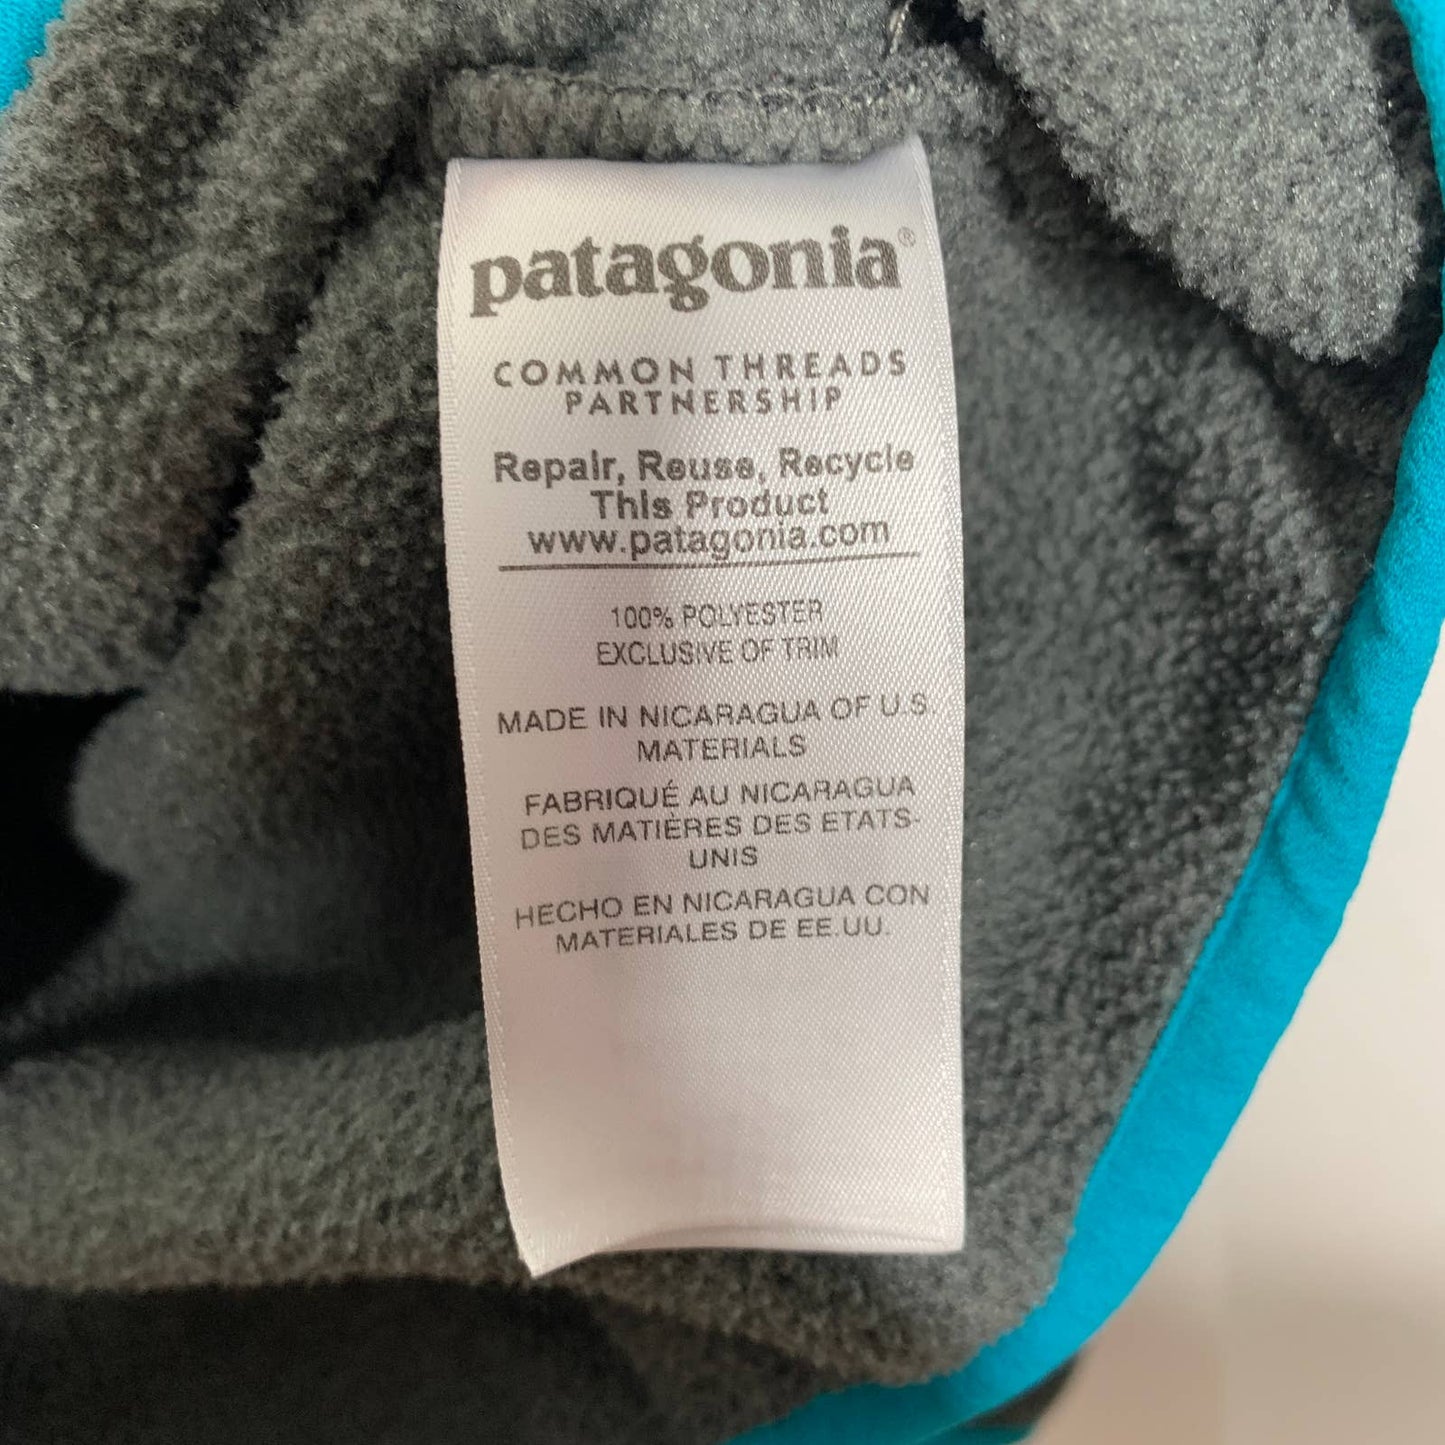 patagonia®
COMMON THREADS
PARTNERSHIP
Repair, Reuse, Recycle
This Product
www.patagonia.com
100% POLYESTER
EXCLUSIVE OF TRIM
MADE IN NICARAGUA OF U.S.
MATERIALS
FABRIQUÉ AU NICARAGUA
DES MATIÈRES DES ETATS-
UNIS
HECHO EN NICARAGUA CON
MATERIALES DE EE.UU.